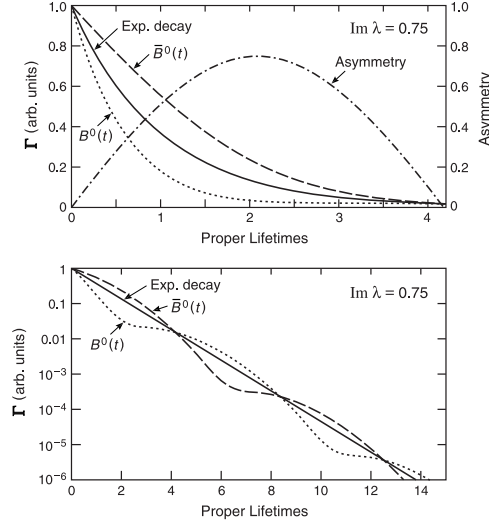 1.0
0.8
0.6
0.4
0.2
0
Γ (arb. units)
Exp. decay
B̄⁰(t)
B⁰(t)
Im λ = 0.75
Asymmetry
1.0
0.8
0.6
0.4
0.2
0
Asymmetry
0 1 2 3 4
Proper Lifetimes
1
0.1
0.01
10⁻³
10⁻⁴
10⁻⁵
10⁻⁶
Γ (arb. units)
Exp. decay
B̄⁰(t)
B⁰(t)
Im λ = 0.75
0 2 4 6 8 10 12 14
Proper Lifetimes